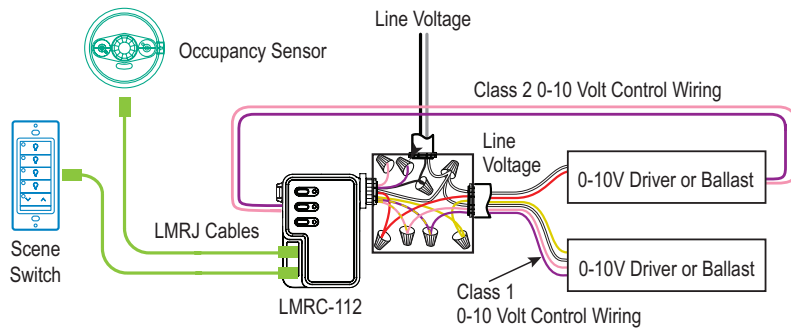 Line Voltage
Occupancy Sensor
Class 2 0-10 Volt Control Wiring
Line
Voltage
0-10V Driver or Ballast
LMRJ Cables
Scene
Switch
0-10V Driver or Ballast
LMRC-112
Class 1
0-10 Volt Control Wiring